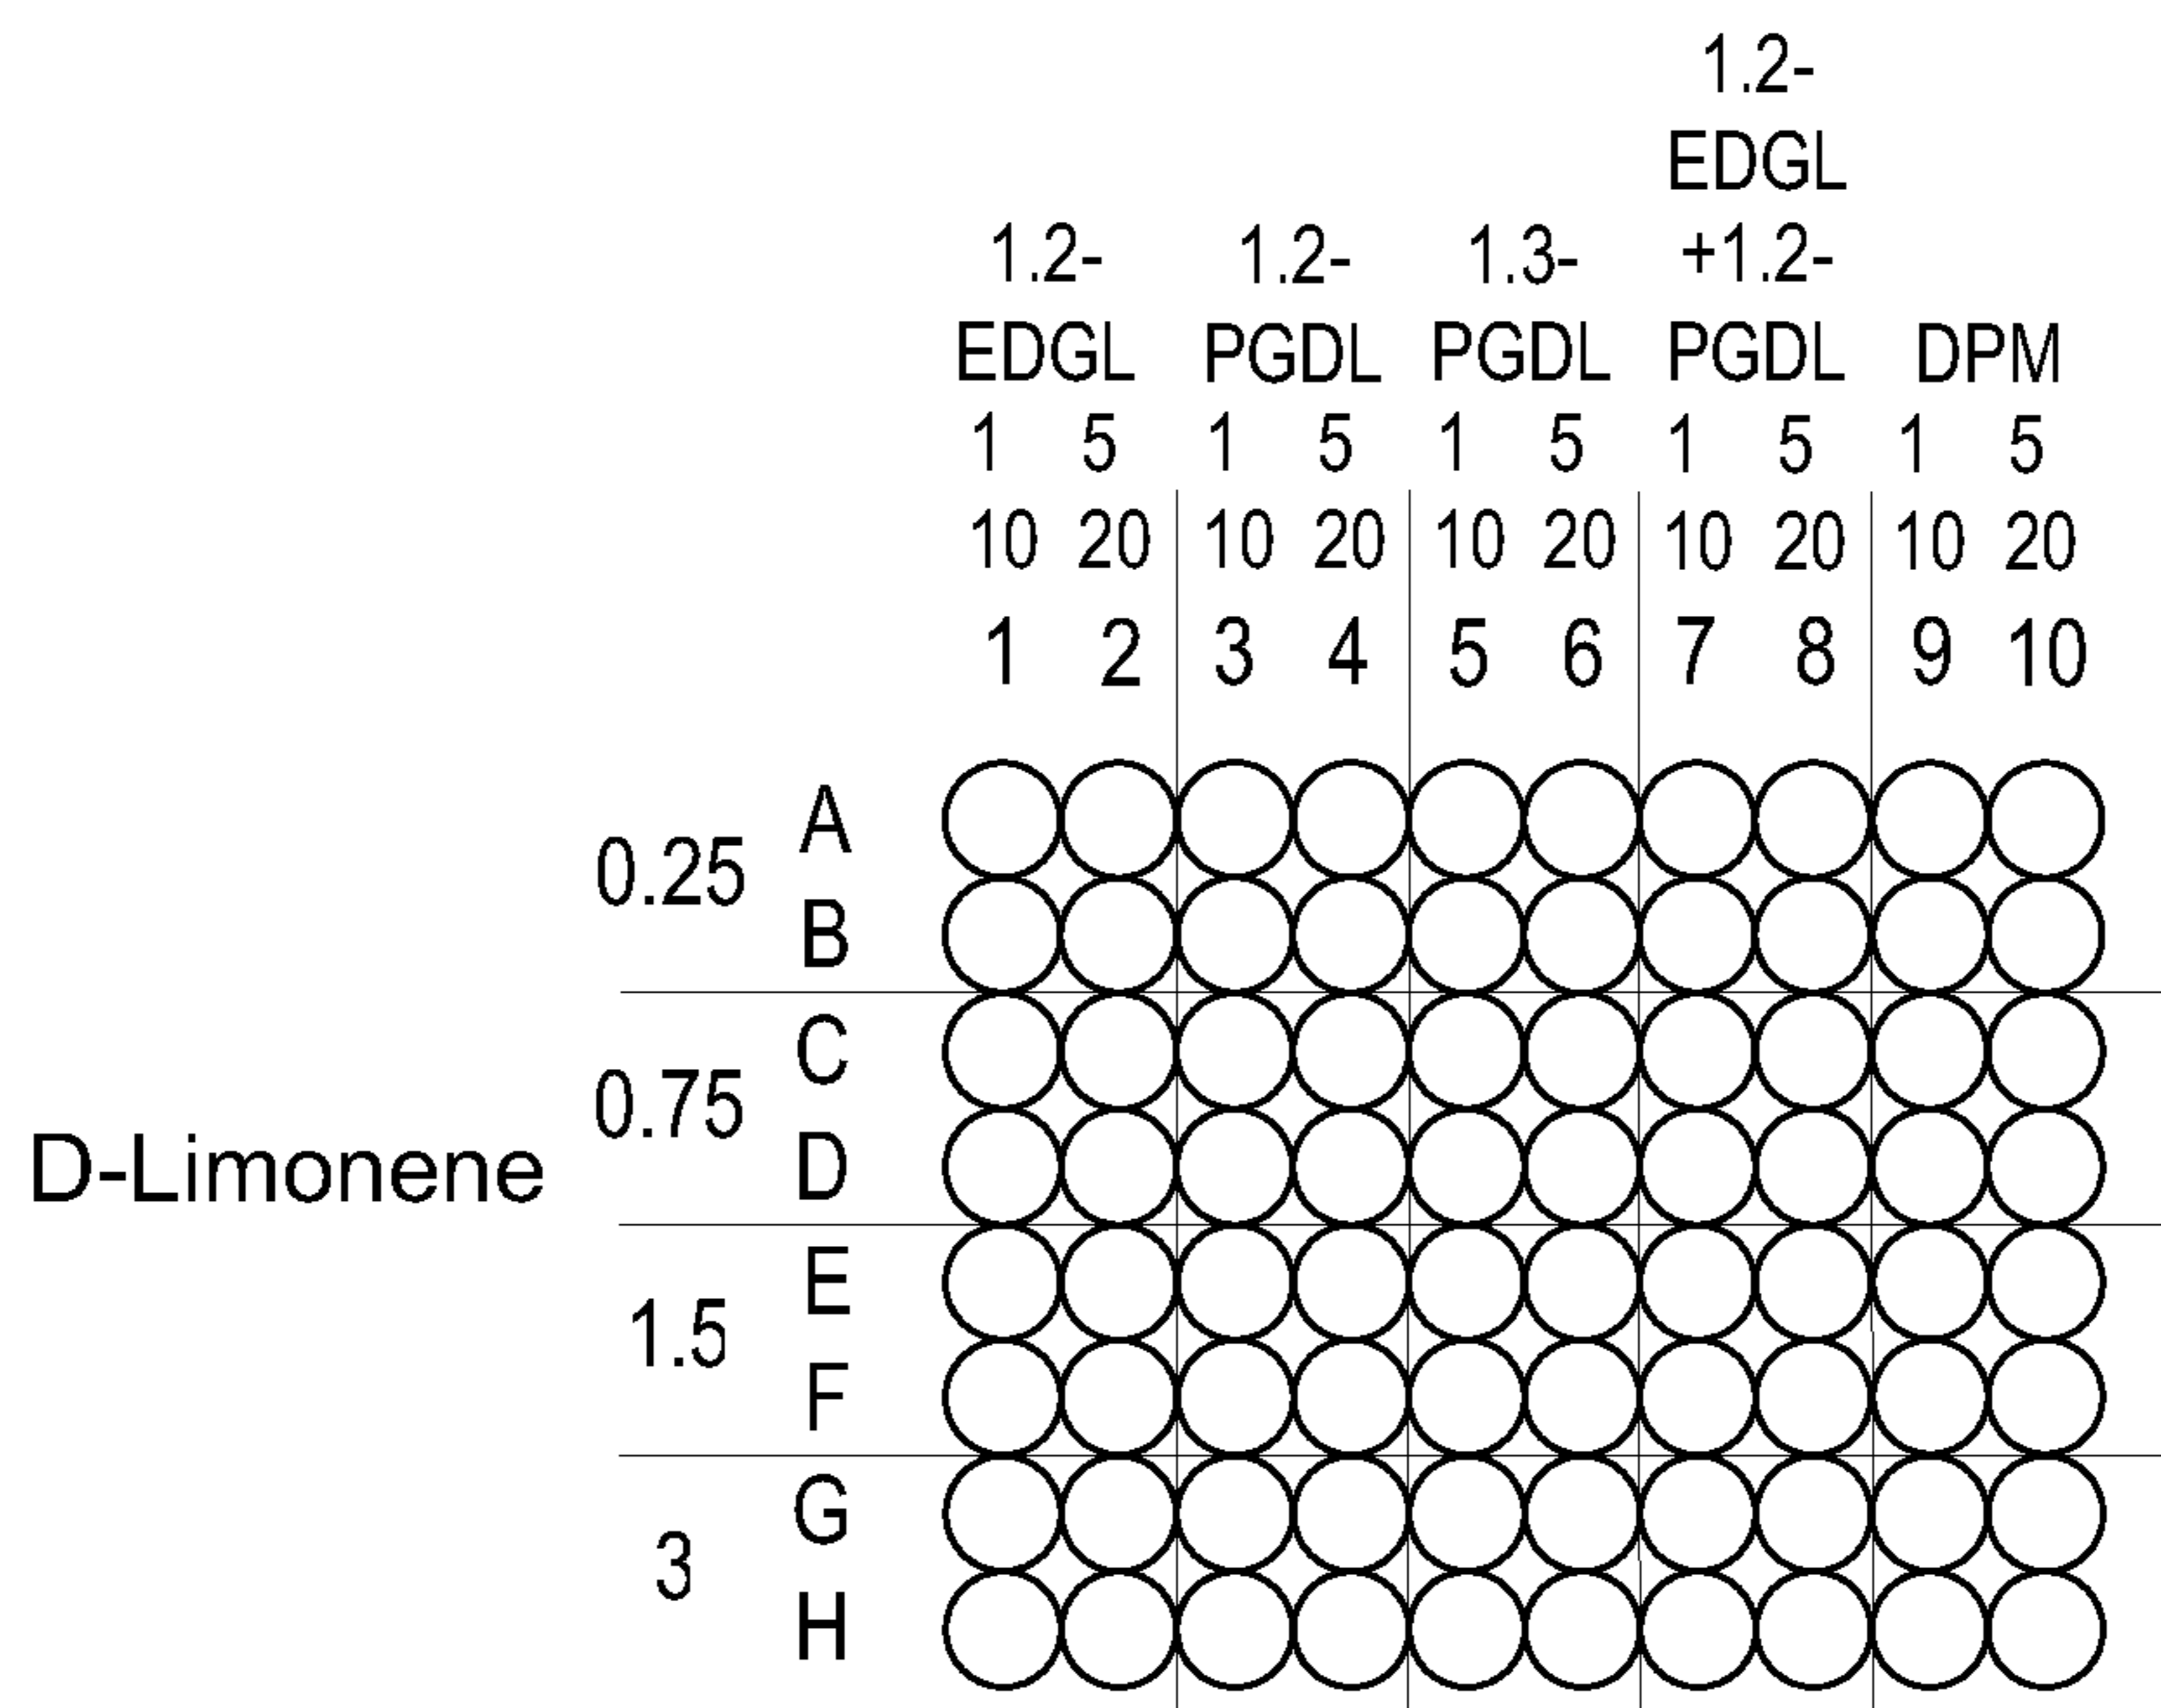 1.2-
EDGL
1.2- 1.2- 1.3- +1.2-
EDGL PGDL PGDL PGDL DPM
1 5 1 5 1 5 1 5 1 5
10 20 10 20 10 20 10 20 10 20
1 2 3 4 5 6 7 8 9 10
A
0.25
B
C
0.75
D
D-Limonene
E
1.5
F
G
3
H